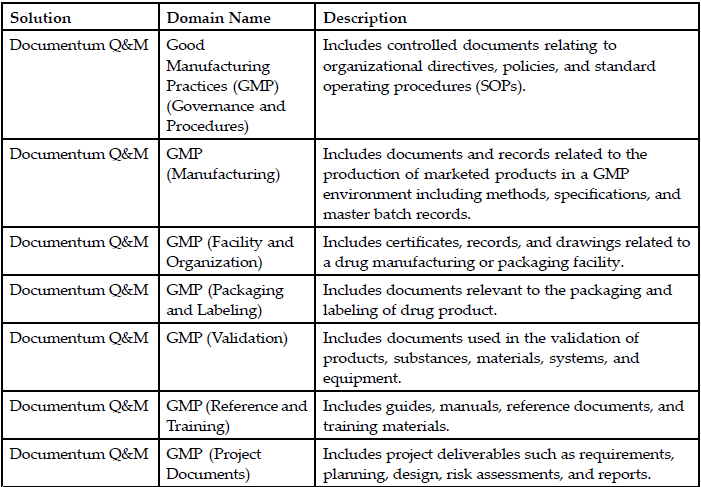 Solution Domain Name Description
Documentum Q&M Good Includes controlled documents relating to
Manufacturing organizational directives, policies, and standard
Practices (GMP) operating procedures (SOPs).
(Governance and
Procedures)
Documentum Q&M GMP Includes documents and records related to the
(Manufacturing) production of marketed products in a GMP
environment including methods, specifications, and
master batch records.
Documentum Q&M GMP (Facility and Includes certificates, records, and drawings related to
Organization) a drug manufacturing or packaging facility.
Documentum Q&M GMP (Packaging Includes documents relevant to the packaging and
and Labeling) labeling of drug product.
Documentum Q&M GMP (Validation) Includes documents used in the validation of
products, substances, materials, systems, and
equipment.
Documentum Q&M GMP (Reference and Includes guides, manuals, reference documents, and
Training) training materials.
Documentum Q&M GMP (Project Includes project deliverables such as requirements,
Documents) planning, design, risk assessments, and reports.